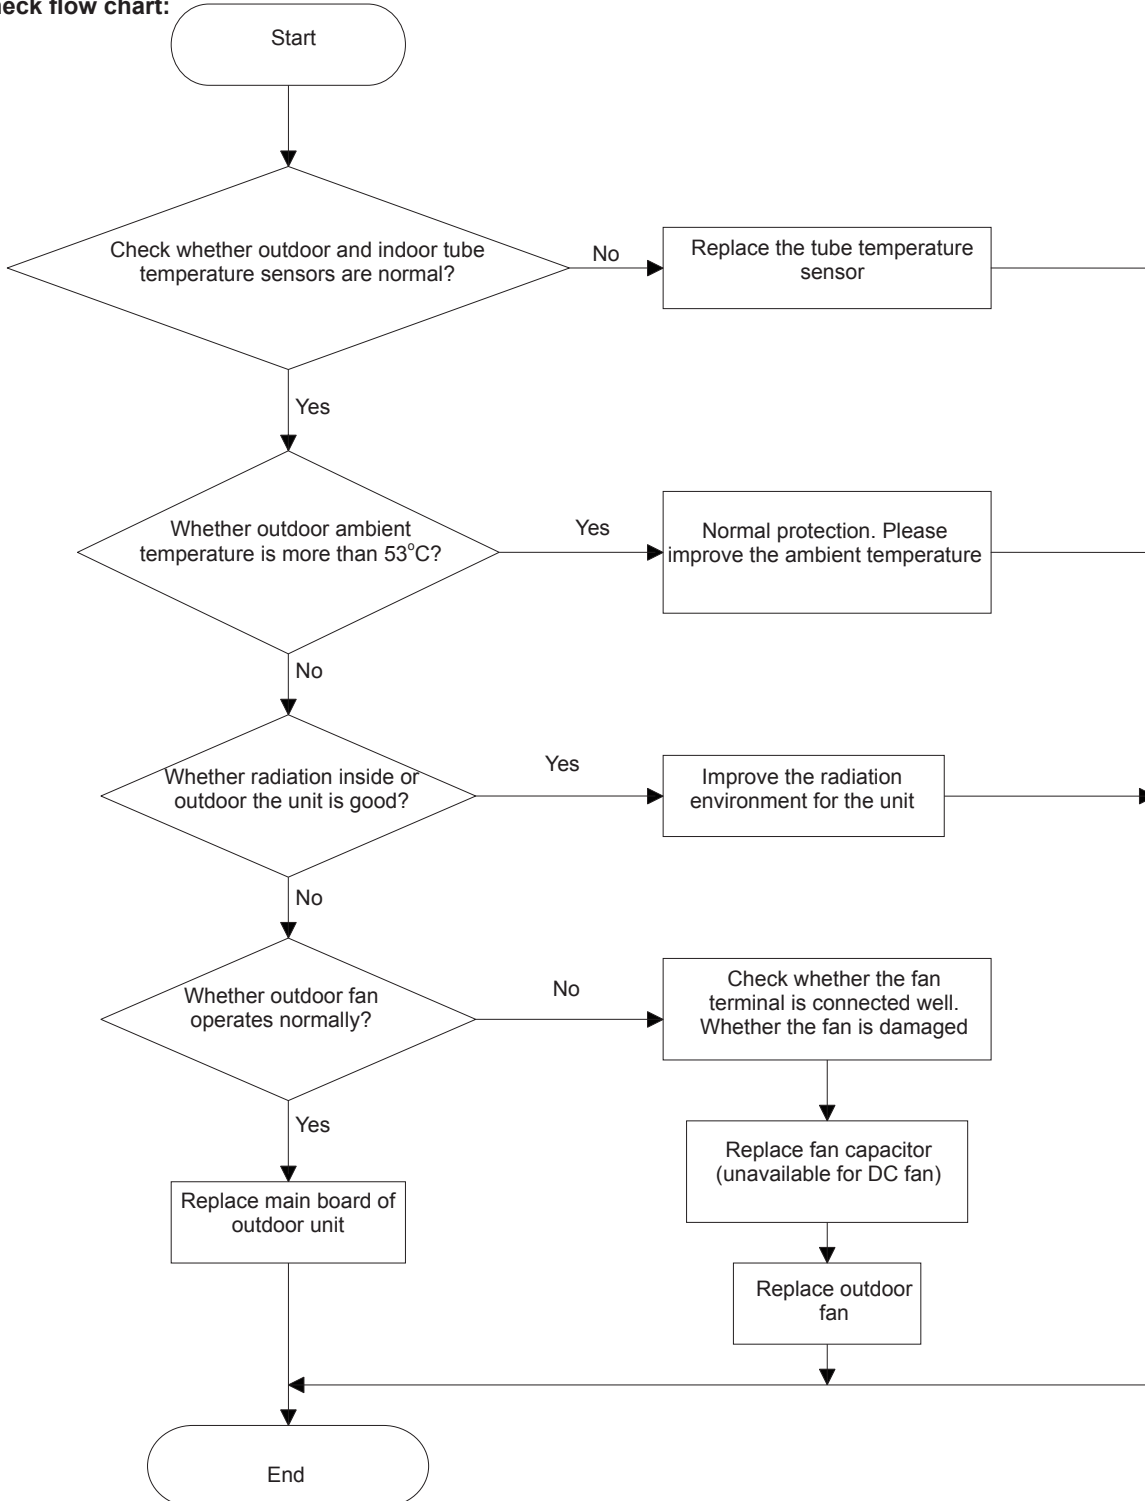 heck flow chart:
Start
Check whether outdoor and indoor tube
temperature sensors are normal?
No
Replace the tube temperature
sensor
Yes
Whether outdoor ambient
temperature is more than 53°C?
Yes
Normal protection. Please
improve the ambient temperature
No
Whether radiation inside or
outdoor the unit is good?
Yes
Improve the radiation
environment for the unit
No
Whether outdoor fan
operates normally?
No
Check whether the fan
terminal is connected well.
Whether the fan is damaged
Yes
Replace fan capacitor
(unavailable for DC fan)
Replace main board of
outdoor unit
Replace outdoor
fan
End